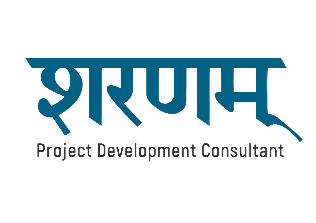 शरणम्
Project Development Consultant